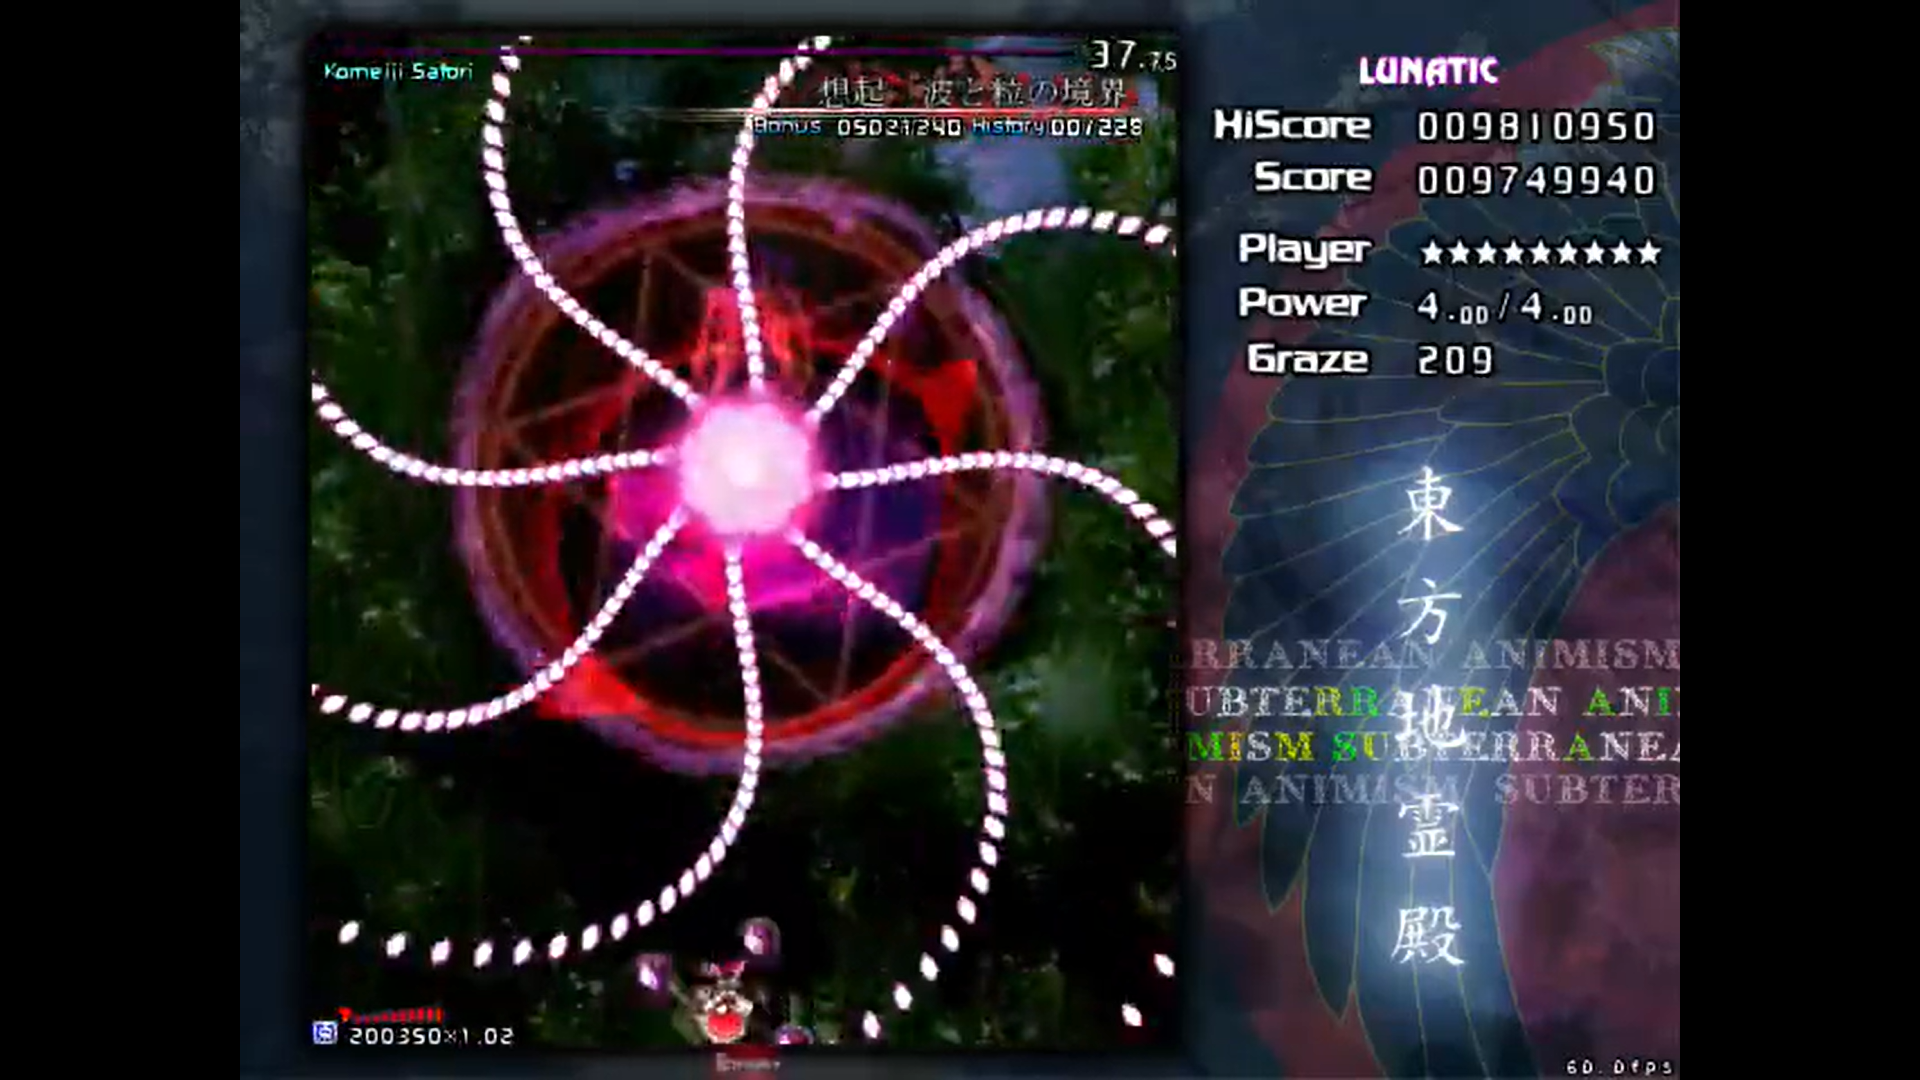 Komeiji Satori
37.75
想起「波と粒の境界」
Bonus 05021240 History 007228
200350×1.02
Enemy
LUNATIC
HiScore 009810950
Score 009749940
Player ★★★★★★★★★
Power 4.00/4.00
Graze 209
東
方
地
霊
殿
RRANEAN ANIMISM
UBTERRANEAN ANI
MISM SUBTERRANEA
N ANIMISM SUBTER
60.0fps